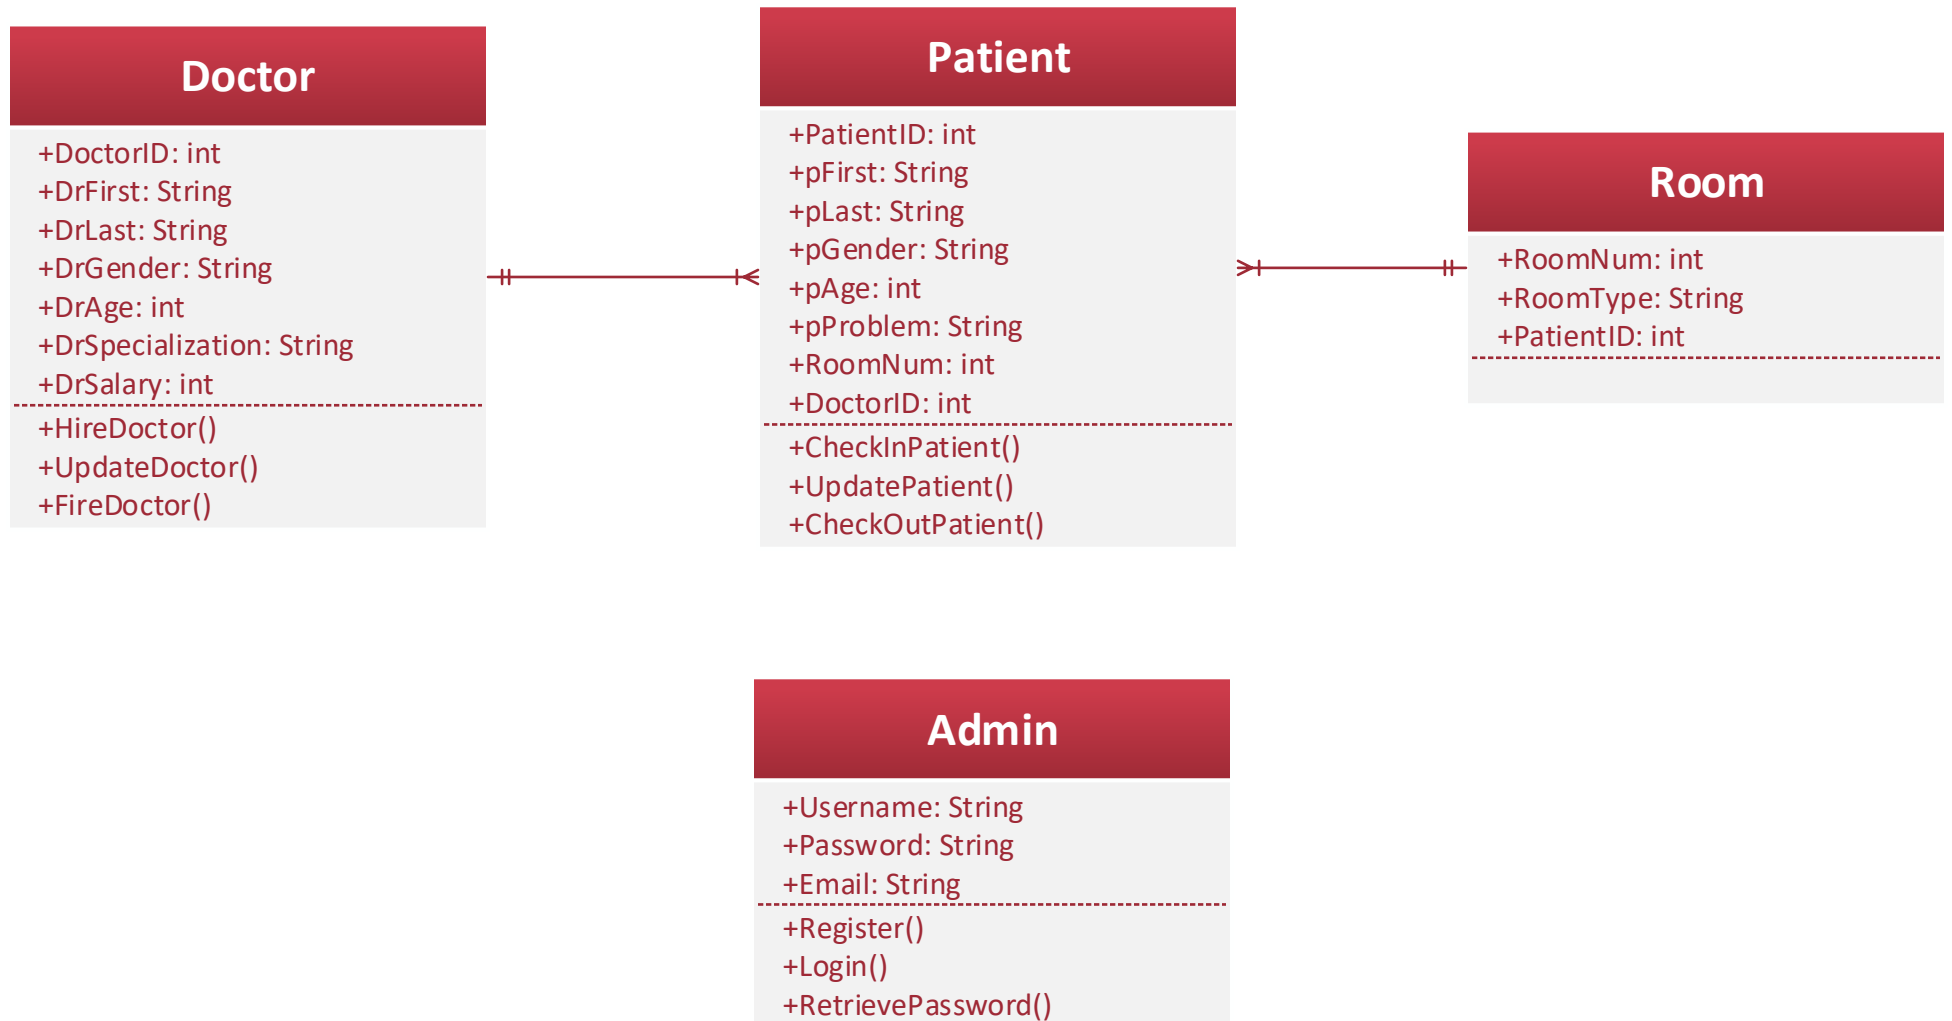 Doctor
+DoctorID: int
+DrFirst: String
+DrLast: String
+DrGender: String
+DrAge: int
+DrSpecialization: String
+DrSalary: int
+HireDoctor()
+UpdateDoctor()
+FireDoctor()
Patient
+PatientID: int
+pFirst: String
+pLast: String
+pGender: String
+pAge: int
+pProblem: String
+RoomNum: int
+DoctorID: int
+CheckInPatient()
+UpdatePatient()
+CheckOutPatient()
Room
+RoomNum: int
+RoomType: String
+PatientID: int
Admin
+Username: String
+Password: String
+Email: String
+Register()
+Login()
+RetrievePassword()